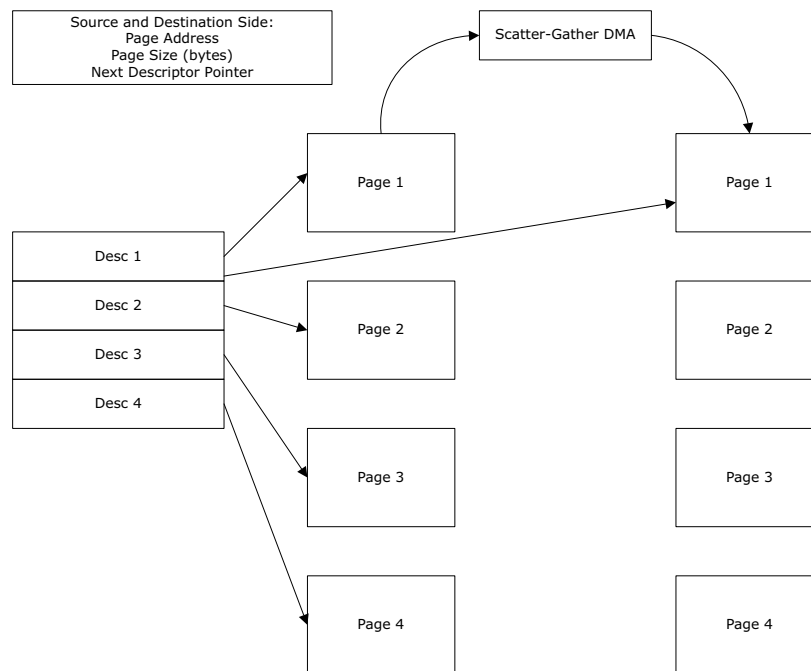 Source and Destination Side:
Page Address
Page Size (bytes)
Next Descriptor Pointer
Scatter-Gather DMA
Page 1
Page 1
Desc 1
Desc 2
Page 2
Page 2
Desc 3
Desc 4
Page 3
Page 3
Page 4
Page 4